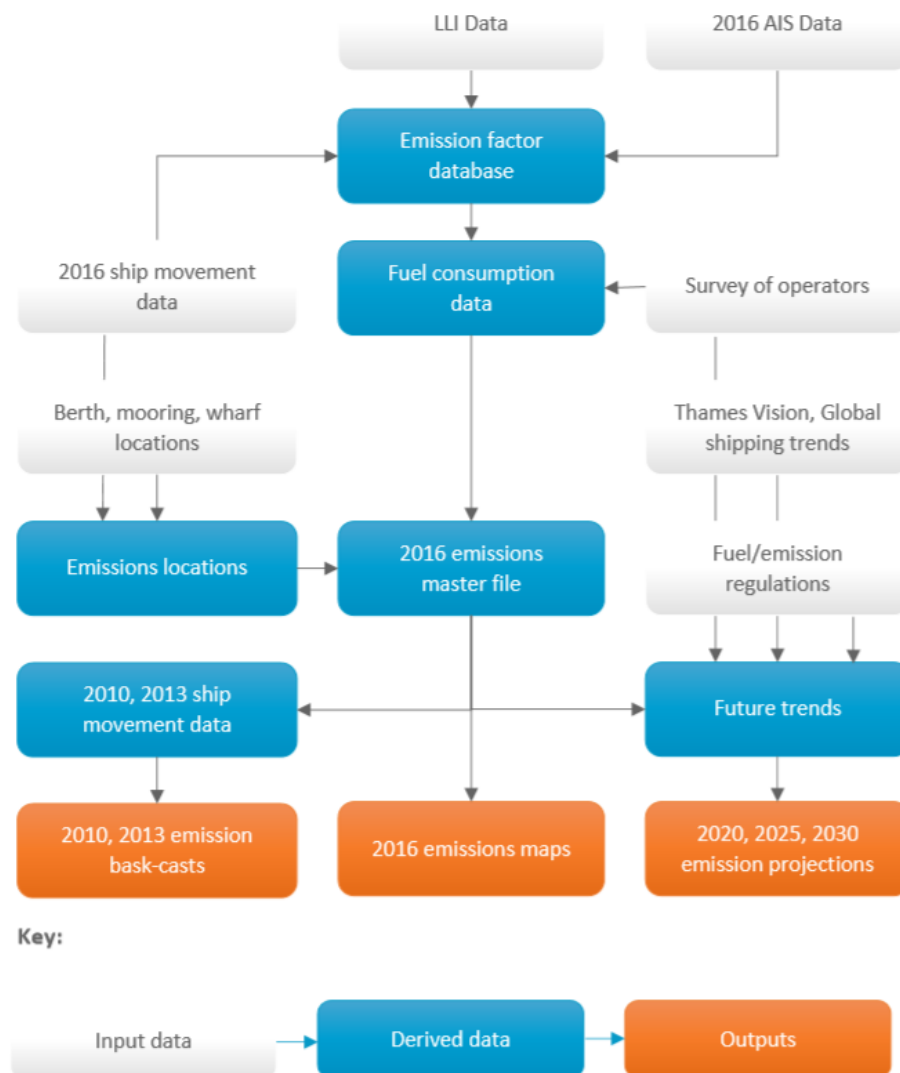 LLI Data
2016 AIS Data
Emission factor
database
2016 ship movement
data
Fuel consumption
data
Survey of operators
Berth, mooring, wharf
locations
Thames Vision, Global
shipping trends
Emissions locations
2016 emissions
master file
Fuel/emission
regulations
2010, 2013 ship
movement data
Future trends
2010, 2013 emission
bask-casts
2016 emissions maps
2020, 2025, 2030
emission projections
Key:
Input data
Derived data
Outputs